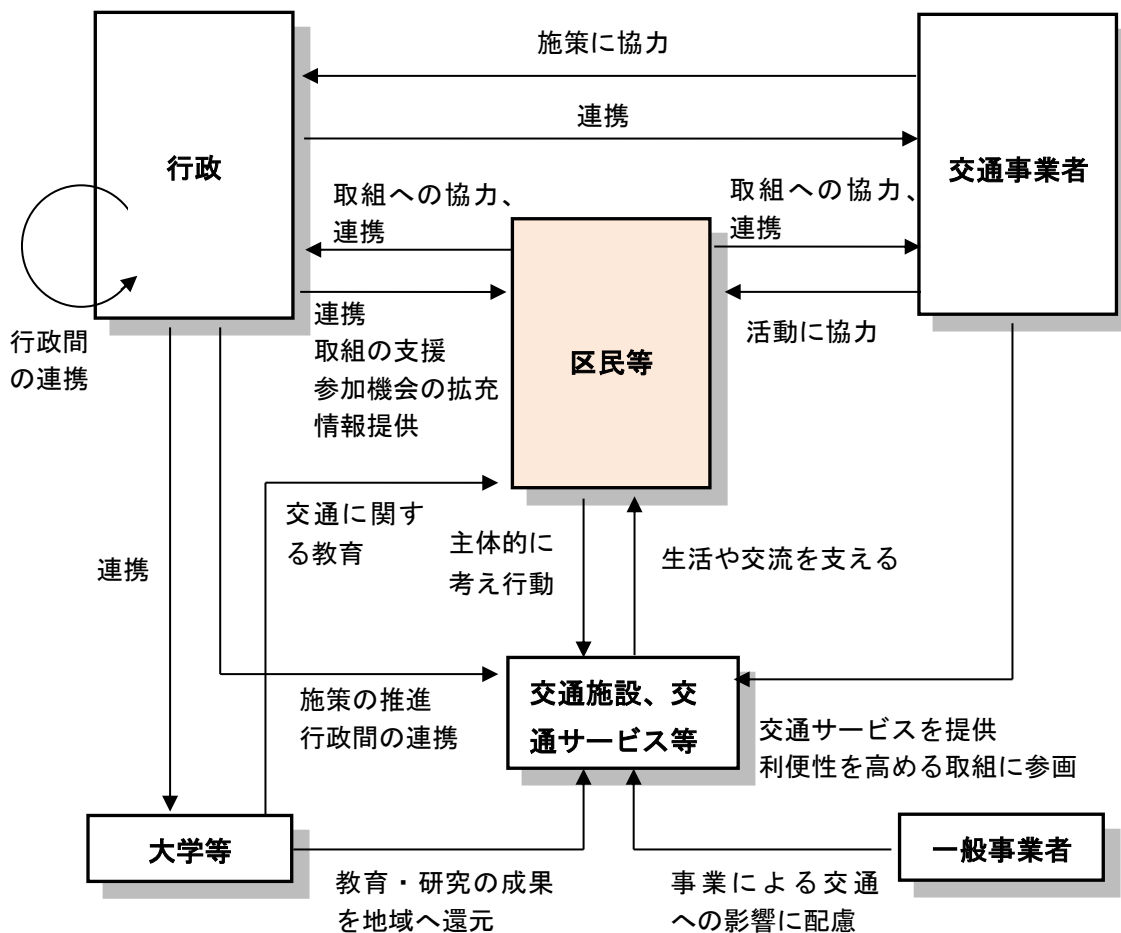 施策に協力
連携
行政
交通事業者
取組への協力、
連携
取組への協力、
連携
行政間
の連携
連携
取組の支援
参加機会の拡充
情報提供
区民等
活動に協力
交通に関す
る教育
主体的に
考え行動
生活や交流を支える
連携
施策の推進
行政間の連携
交通施設、交
通サービス等
交通サービスを提供
利便性を高める取組に参画
大学等
一般事業者
教育・研究の成果
を地域へ還元
事業による交通
への影響に配慮